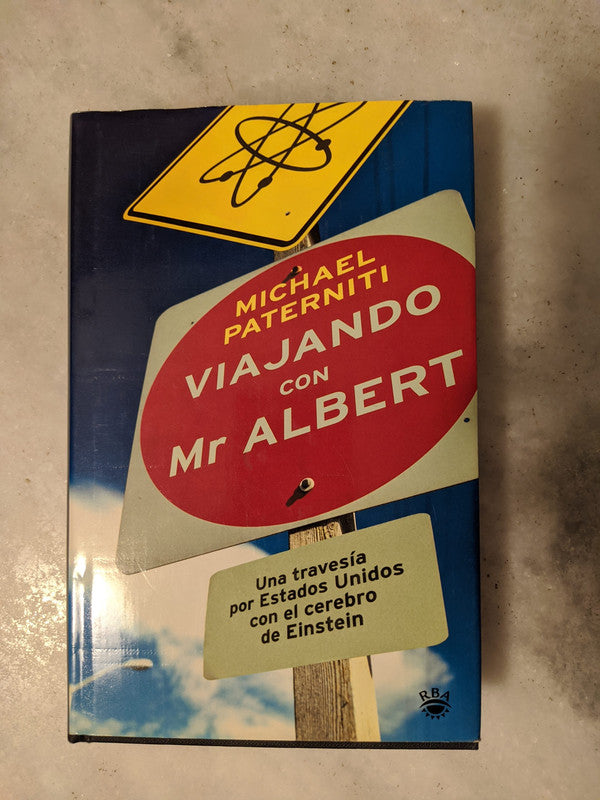 MICHAEL
PATERNITI
VIAJANDO
CON
Mr ALBERT
Una travesía
por Estados Unidos
con el cerebro
de Einstein
RBA